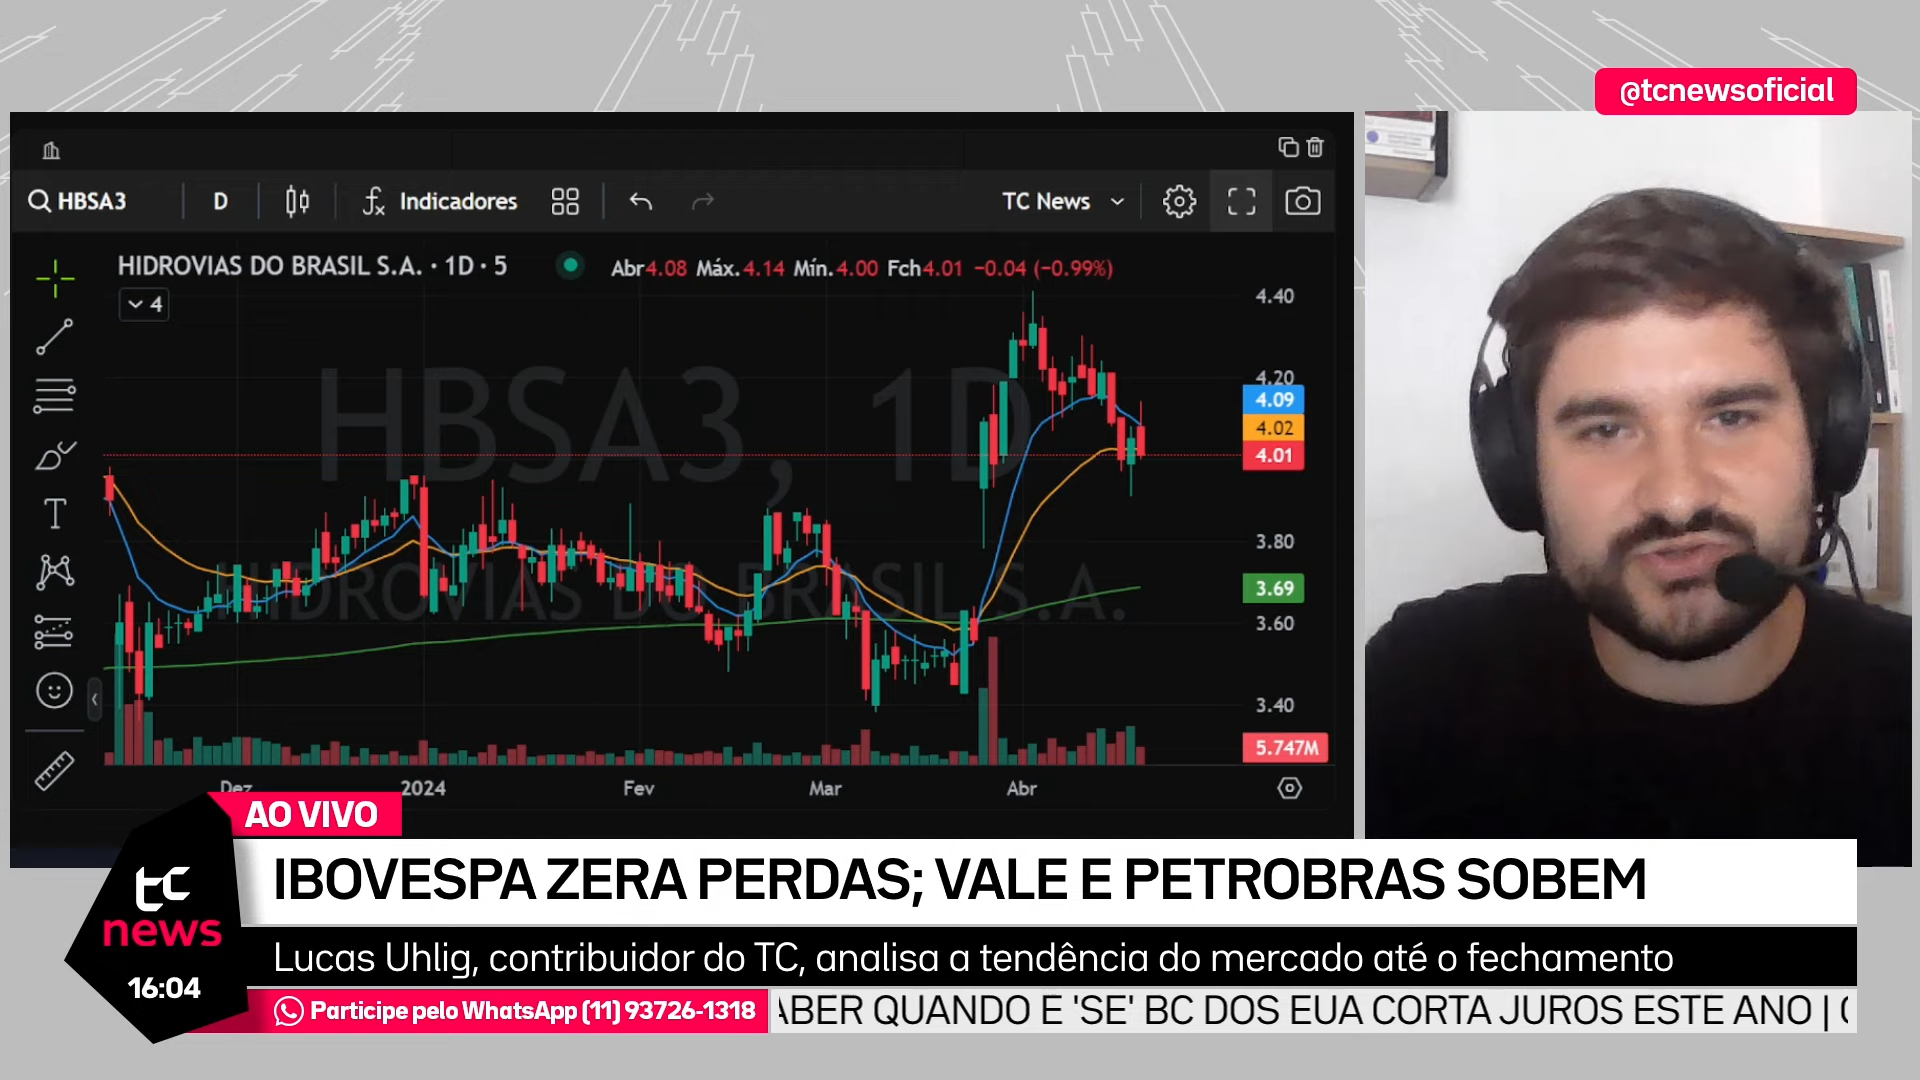 @tcnewsoficial
HBSA3
D
Indicadores
TC News
HIDROVIAS DO BRASIL S.A. · 1D · 5
Abr4.08 Máx.4.14 Mín.4.00 Fch4.01 −0.04 (−0.99%)
4
HBSA3, 1D
HIDROVIAS DO BRASIL S.A.
4.40
4.20
4.09
4.02
4.01
3.80
3.69
3.60
3.40
5.747M
Dez 2024 Fev Mar Abr
AO VIVO
IBOVESPA ZERA PERDAS; VALE E PETROBRAS SOBEM
Lucas Uhlig, contribuidor do TC, analisa a tendência do mercado até o fechamento
tc
news
16:04
Participe pelo WhatsApp (11) 93726-1318
ABER QUANDO E 'SE' BC DOS EUA CORTA JUROS ESTE ANO |